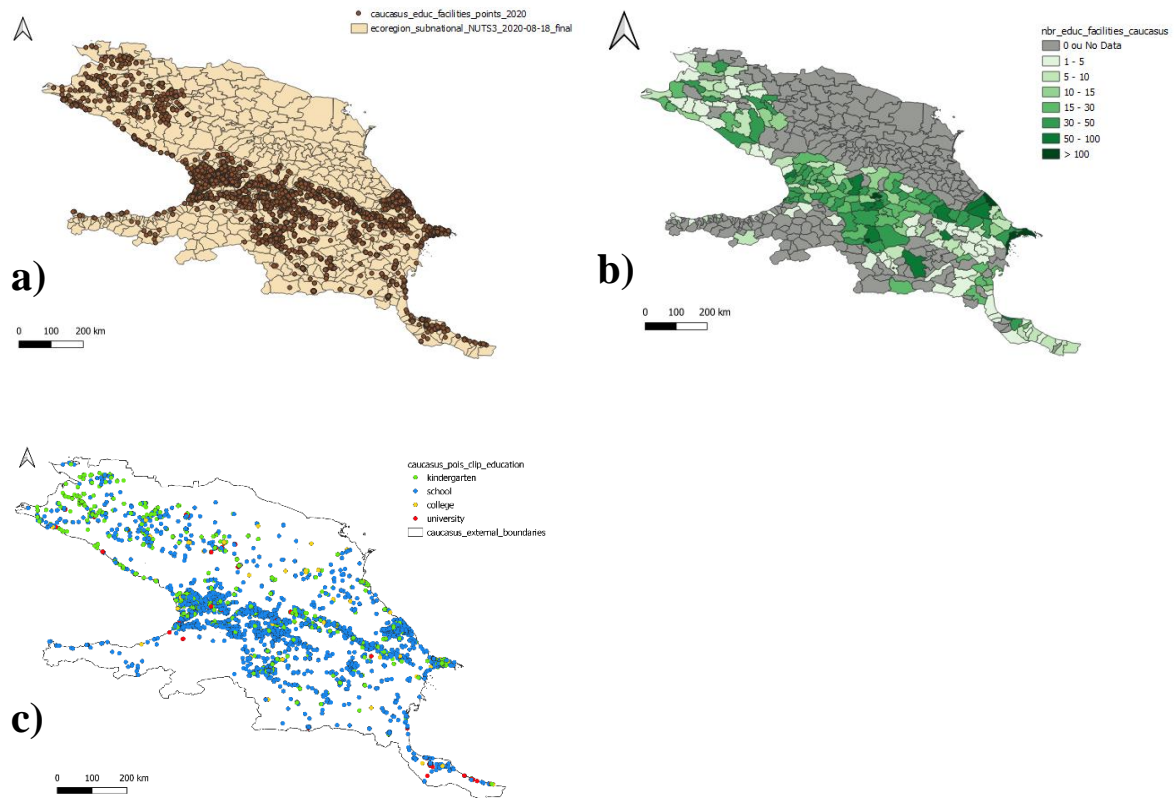 caucasus_educ_facilities_points_2020
ecoregion_subnational_NUTS3_2020-08-18_final
a)
0 100 200 km
nbr_educ_facilities_caucasus
0 ou No Data
1 - 5
5 - 10
10 - 15
15 - 30
30 - 50
50 - 100
> 100
b)
0 100 200 km
caucasus_pois_clip_education
kindergarten
school
college
university
caucasus_external_boundaries
c)
0 100 200 km